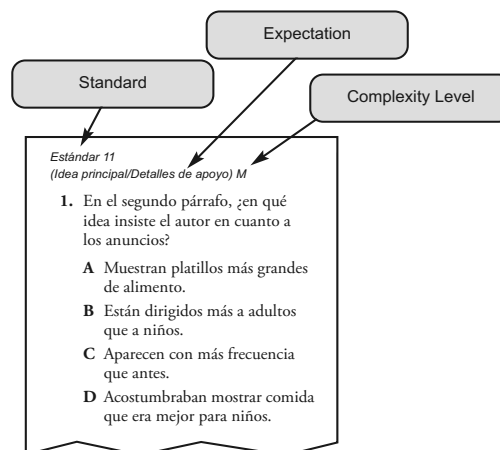 Expectation
Standard
Complexity Level
Estándar 11
(Idea principal/Detalles de apoyo) M
1. En el segundo párrafo, ¿en qué
idea insiste el autor en cuanto a
los anuncios?
A Muestran platillos más grandes
de alimento.
B Están dirigidos más a adultos
que a niños.
C Aparecen con más frecuencia
que antes.
D Acostumbraban mostrar comida
que era mejor para niños.